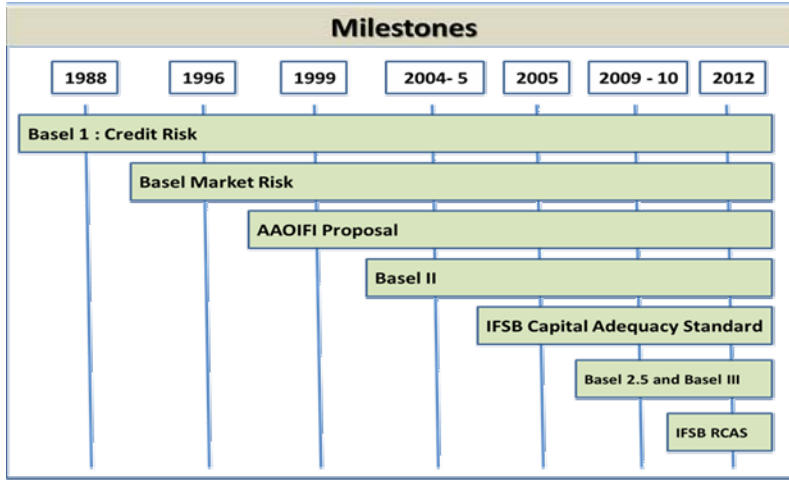 Milestones
1988
1996
1999
2004- 5
2005
2009 - 10
2012
Basel 1 : Credit Risk
Basel Market Risk
AAOIFI Proposal
Basel II
IFSB Capital Adequacy Standard
Basel 2.5 and Basel III
IFSB RCAS